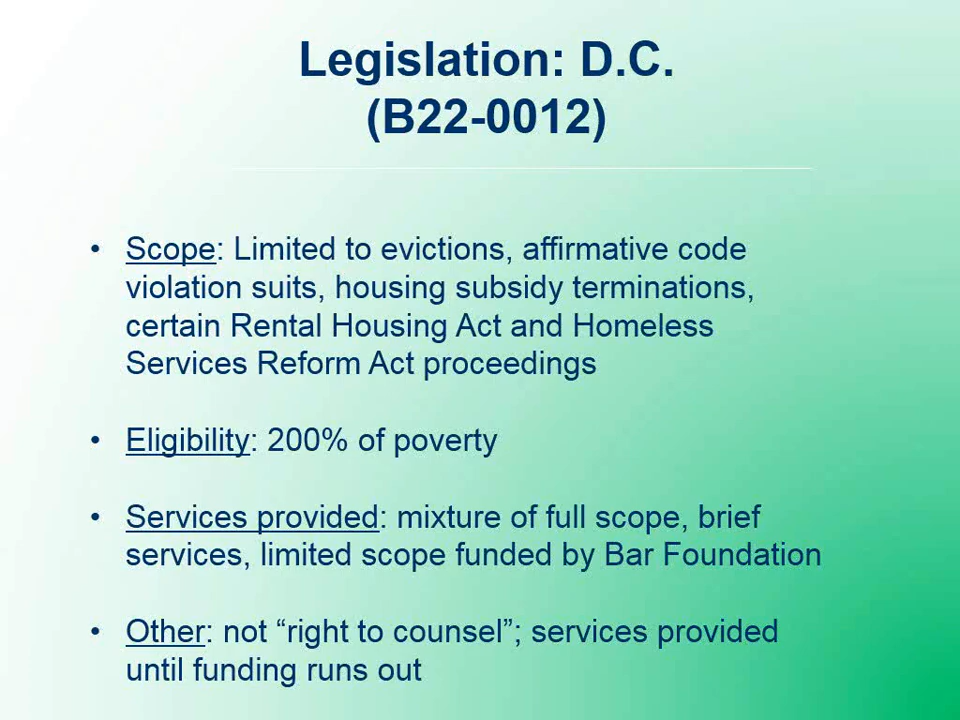 Legislation: D.C.
(B22-0012)
• Scope: Limited to evictions, affirmative code
violation suits, housing subsidy terminations,
certain Rental Housing Act and Homeless
Services Reform Act proceedings
• Eligibility: 200% of poverty
• Services provided: mixture of full scope, brief
services, limited scope funded by Bar Foundation
• Other: not “right to counsel”; services provided
until funding runs out